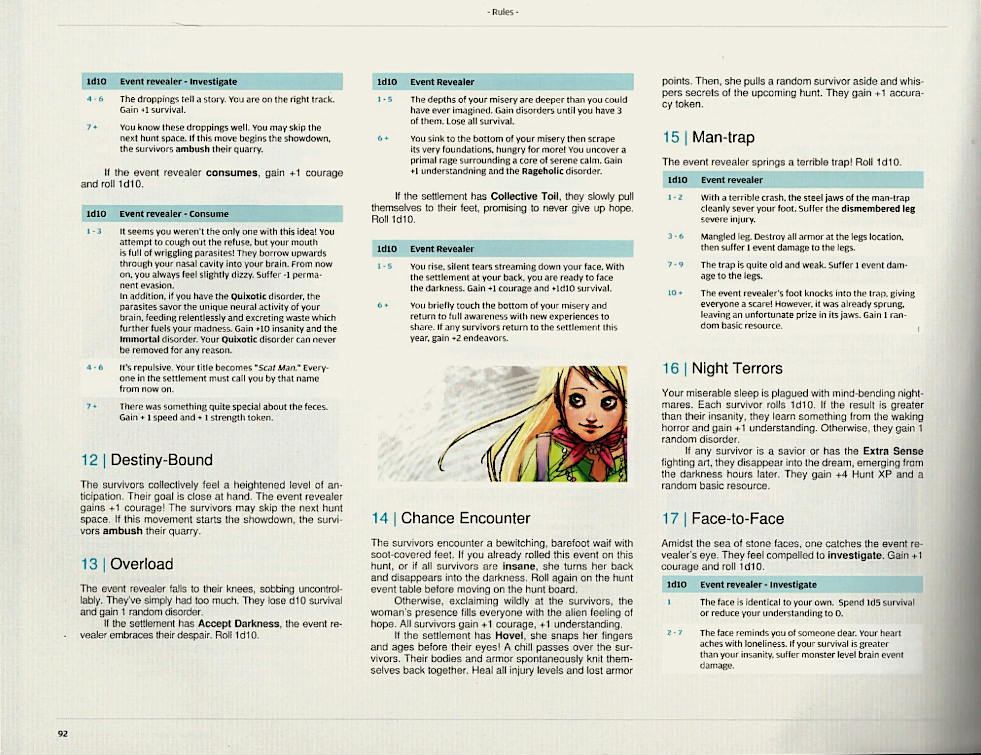 - Rules -
1d10 Event revealer - Investigate
4 - 6 The droppings tell a story. You are on the right track.
Gain +1 survival.
7 + You know these droppings well. You may skip the
next hunt space. If this move begins the showdown,
the survivors ambush their quarry.
If the event revealer consumes, gain +1 courage
and roll 1d10.
1d10 Event revealer - Consume
1 - 3 It seems you weren't the only one with this idea! You
attempt to cough out the refuse, but your mouth
is full of wriggling parasites! They borrow upwards
through your nasal cavity into your brain. From now
on, you always feel slightly dizzy. Suffer -1 perma-
nent evasion.
In addition, if you have the Quixotic disorder, the
parasites savor the unique neural activity of your
brain, feeding relentlessly and excreting waste which
further fuels your madness. Gain +10 insanity and the
Immortal disorder. Your Quixotic disorder can never
be removed for any reason.
4 - 6 It's repulsive. Your title becomes "Scat Man." Every-
one in the settlement must call you by that name
from now on.
7 + There was something quite special about the feces.
Gain + 1 speed and + 1 strength token.
12 | Destiny-Bound
The survivors collectively feel a heightened level of an-
ticipation. Their goal is close at hand. The event revealer
gains +1 courage! The survivors may skip the next hunt
space. If this movement starts the showdown, the survi-
vors ambush their quarry.
13 | Overload
The event revealer falls to their knees, sobbing uncontrol-
lably. They've simply had too much. They lose d10 survival
and gain 1 random disorder.
If the settlement has Accept Darkness, the event re-
vealer embraces their despair. Roll 1d10.
1d10 Event Revealer
1 - 5 The depths of your misery are deeper than you could
have ever imagined. Gain disorders until you have 3
of them. Lose all survival.
6 + You sink to the bottom of your misery then scrape
its very foundations, hungry for more! You uncover a
primal rage surrounding a core of serene calm. Gain
+1 understandning and the Rageholic disorder.
If the settlement has Collective Toil, they slowly pull
themselves to their feet, promising to never give up hope.
Roll 1d10.
1d10 Event Revealer
1 - 5 You rise, silent tears streaming down your face. With
the settlement at your back, you are ready to face
the darkness. Gain +1 courage and +1d10 survival.
6 + You briefly touch the bottom of your misery and
return to full awareness with new experiences to
share. If any survivors return to the settlement this
year, gain +2 endeavors.
14 | Chance Encounter
The survivors encounter a bewitching, barefoot waif with
soot-covered feet. If you already rolled this event on this
hunt, or if all survivors are insane, she turns her back
and disappears into the darkness. Roll again on the hunt
event table before moving on the hunt board.
Otherwise, exclaiming wildly at the survivors, the
woman's presence fills everyone with the alien feeling of
hope. All survivors gain +1 courage, +1 understanding.
If the settlement has Hovel, she snaps her fingers
and ages before their eyes! A chill passes over the sur-
vivors. Their bodies and armor spontaneously knit them-
selves back together. Heal all injury levels and lost armor
points. Then, she pulls a random survivor aside and whis-
pers secrets of the upcoming hunt. They gain +1 accura-
cy token.
15 | Man-trap
The event revealer springs a terrible trap! Roll 1d10.
1d10 Event revealer
1 - 2 With a terrible crash, the steel jaws of the man-trap
cleanly sever your foot. Suffer the dismembered leg
severe injury.
3 - 6 Mangled leg. Destroy all armor at the legs location,
then suffer 1 event damage to the legs.
7 - 9 The trap is quite old and weak. Suffer 1 event dam-
age to the legs.
10 + The event revealer's foot knocks into the trap, giving
everyone a scare! However, it was already sprung,
leaving an unfortunate prize in its jaws. Gain 1 ran-
dom basic resource.
16 | Night Terrors
Your miserable sleep is plagued with mind-bending night-
mares. Each survivor rolls 1d10. If the result is greater
than their insanity, they learn something from the waking
horror and gain +1 understanding. Otherwise, they gain 1
random disorder.
If any survivor is a savior or has the Extra Sense
fighting art, they disappear into the dream, emerging from
the darkness hours later. They gain +4 Hunt XP and a
random basic resource.
17 | Face-to-Face
Amidst the sea of stone faces, one catches the event re-
vealer's eye. They feel compelled to investigate. Gain +1
courage and roll 1d10.
1d10 Event revealer - Investigate
1 The face is identical to your own. Spend 1d5 survival
or reduce your understanding to 0.
2 - 7 The face reminds you of someone dear. Your heart
aches with loneliness. If your survival is greater
than your insanity, suffer monster level brain event
damage.
92